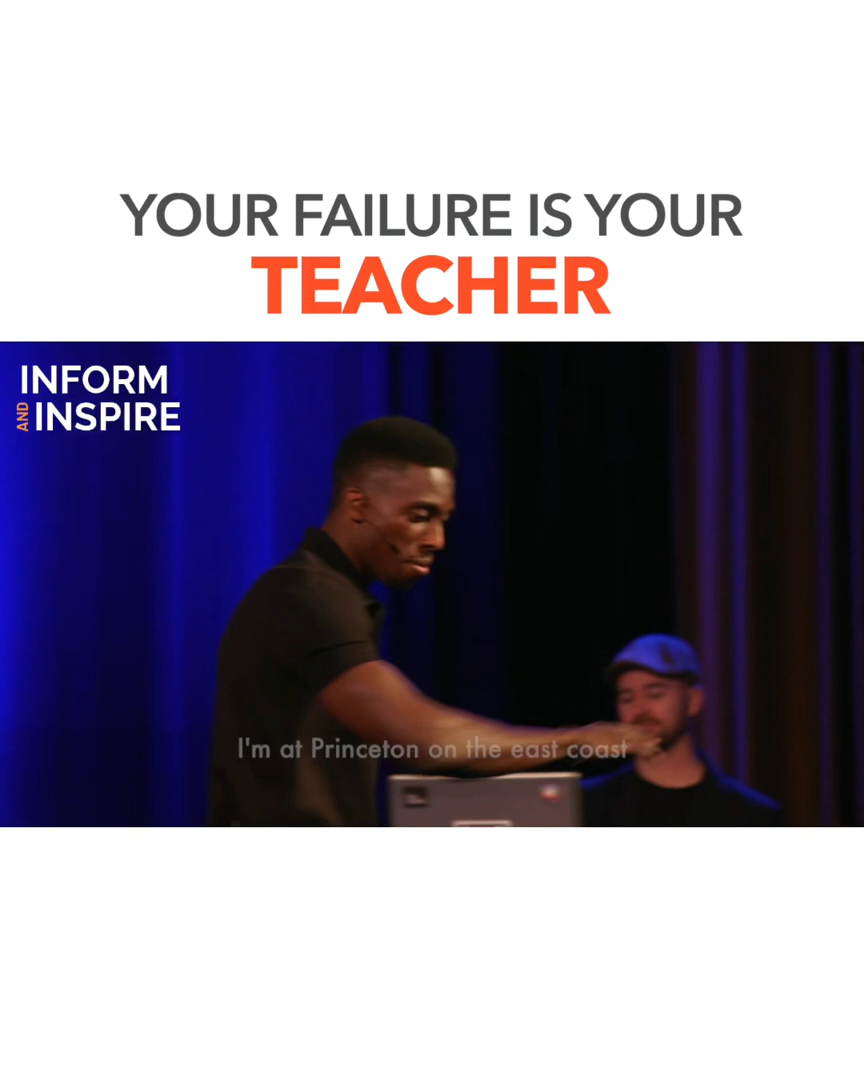 YOUR FAILURE IS YOUR
TEACHER
INFORM
AND INSPIRE
I'm at Princeton on the east coast